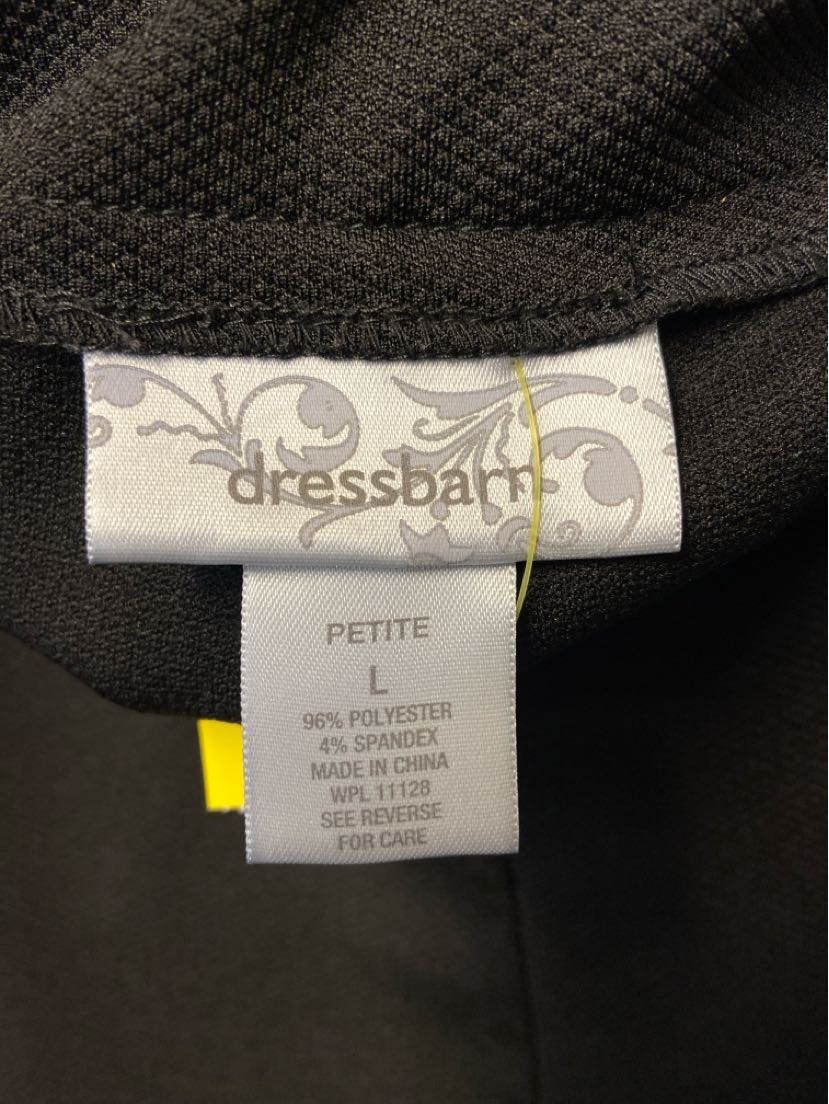 dressbarn
PETITE
L
96% POLYESTER
4% SPANDEX
MADE IN CHINA
WPL 11128
SEE REVERSE
FOR CARE